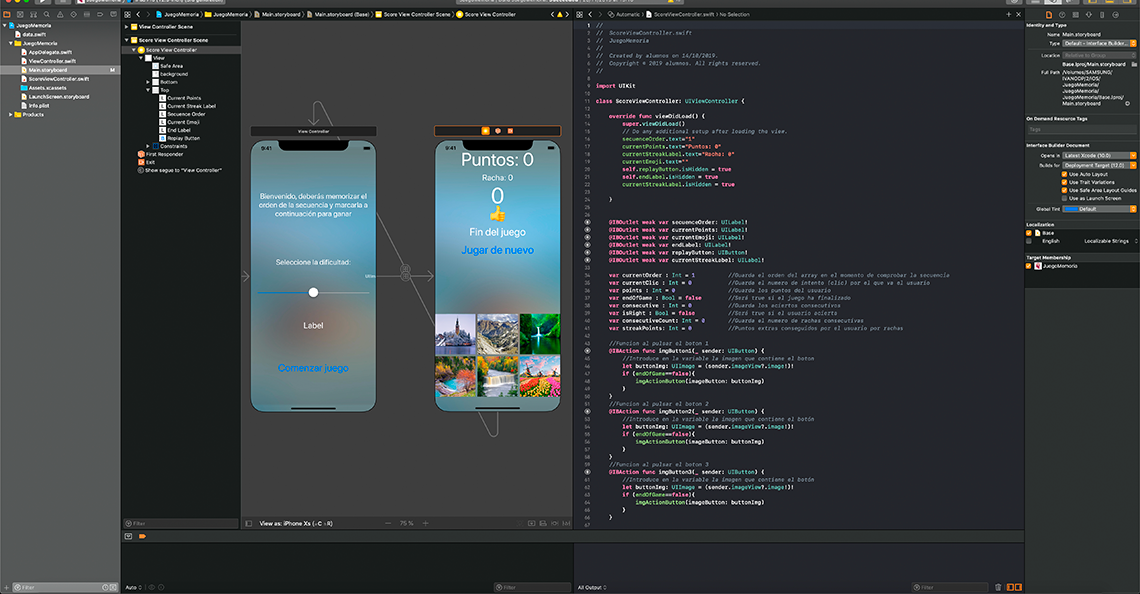 JuegoMemoria
data.swift
JuegoMemoria
AppDelegate.swift
ViewController.swift
Main.storyboard M
ScoreViewController.swift
Assets.xcassets
LaunchScreen.storyboard
Info.plist
Products
Filter
JuegoMemoria
JuegoMemoria
Main.storyboard
Main.storyboard (Base)
Score View Controller Scene
Score View Controller
View Controller Scene
Score View Controller Scene
Score View Controller
View
Safe Area
background
Bottom
Top
Current Points
Current Streak Label
Secuence Order
Current Emoji
End Label
Replay Button
Constraints
First Responder
Exit
Show segue to "View Controller"
Filter
View Controller
9:41
Bienvenido, deberás memorizar el
orden de la secuencia y marcarla a
continuación para ganar
Seleccione la dificultad:
Label
Comenzar juego
9:41
Puntos: 0
Racha: 0
0
Fin del juego
Jugar de nuevo
View as: iPhone Xs
75 %
Automatic
ScoreViewController.swift
No Selection
//
// ScoreViewController.swift
// JuegoMemoria
//
// Created by alumnos on 14/10/2019.
// Copyright © 2019 alumnos. All rights reserved.
//
import UIKit
class ScoreViewController: UIViewController {
override func viewDidLoad() {
super.viewDidLoad()
// Do any additional setup after loading the view.
secuenceOrder.text="1"
currentPoints.text="Puntos: 0"
currentStreakLabel.text="Racha: 0"
currentEmoji.text=""
self.replayButton.isHidden = true
self.endLabel.isHidden = true
currentStreakLabel.isHidden = true
}
@IBOutlet weak var secuenceOrder: UILabel!
@IBOutlet weak var currentPoints: UILabel!
@IBOutlet weak var currentEmoji: UILabel!
@IBOutlet weak var endLabel: UILabel!
@IBOutlet weak var replayButton: UIButton!
@IBOutlet weak var currentStreakLabel: UILabel!
var currentOrder : Int = 1 //Guarda el orden del array en el momento de comprobar la secuencia
var currentClic : Int = 0 //Guarda el numero de intento (clic) por el que va el usuario
var points : Int = 0 //Guarda los puntos del usuario
var endOfGame : Bool = false //Será true si el juego ha finalizado
var consecutive : Int = 0 //Guarda los aciertos consecutivos
var isRight : Bool = false //Será true si el usuario acierta
var consecutiveCount: Int = 0 //Guarda el numero de rachas consecutivas
var streakPoints: Int = 0 //Puntos extras conseguidos por el usuario por rachas
//Funcion al pulsar el boton 1
@IBAction func imgButton1(_ sender: UIButton) {
//Introduce en la variable la imagen que contiene el boton
let buttonImg: UIImage = (sender.imageView?.image!)!
if (endOfGame==false){
imgActionButton(imageButton: buttonImg)
}
}
//Funcion al pulsar el boton 2
@IBAction func imgButton2(_ sender: UIButton) {
//Introduce en la variable la imagen que contiene el botón
let buttonImg: UIImage = (sender.imageView?.image!)!
if (endOfGame==false){
imgActionButton(imageButton: buttonImg)
}
}
//Funcion al pulsar el boton 3
@IBAction func imgButton3(_ sender: UIButton) {
//Introduce en la variable la imagen que contiene el boton
let buttonImg: UIImage = (sender.imageView?.image!)!
if (endOfGame==false){
imgActionButton(imageButton: buttonImg)
}
}
Auto
Filter
All Output
Filter
Identity and Type
Name Main.storyboard
Type Default - Interface Builder...
Location Relative to Group
Base.lproj/Main.storyboard
Full Path /Volumes/SAMSUNG/
JuegoMemoria/
JuegoMemoria/Base.lproj/
Main.storyboard
On Demand Resource Tags
Tags
Interface Builder Document
Opens in Latest Xcode (10.0)
Builds for Deployment Target (12.0)
Use Auto Layout
Use Trait Variations
Use Safe Area Layout Guides
Use as Launch Screen
Global Tint Default
Localization
Base
English Localizable Strings
Target Membership
JuegoMemoria